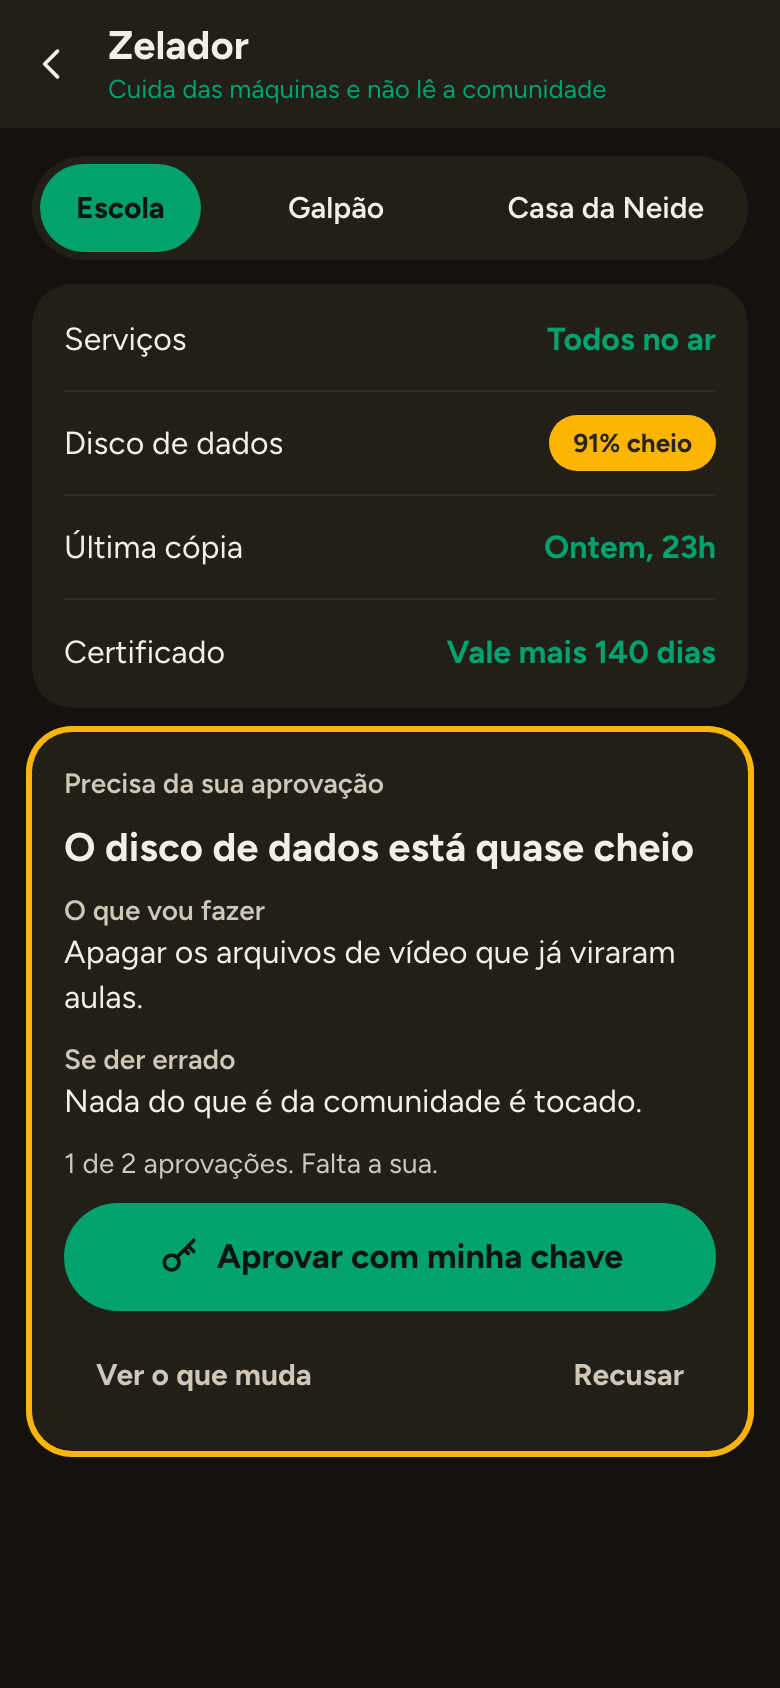 Zelador
Cuida das máquinas e não lê a comunidade
Escola
Galpão
Casa da Neide
Serviços
Todos no ar
Disco de dados
91% cheio
Última cópia
Ontem, 23h
Certificado
Vale mais 140 dias
Precisa da sua aprovação
O disco de dados está quase cheio
O que vou fazer
Apagar os arquivos de vídeo que já viraram
aulas.
Se der errado
Nada do que é da comunidade é tocado.
1 de 2 aprovações. Falta a sua.
Aprovar com minha chave
Ver o que muda
Recusar